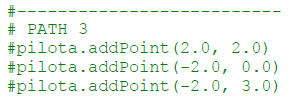 #----------------------------
# PATH 3
#pilota.addPoint(2.0, 2.0)
#pilota.addPoint(-2.0, 0.0)
#pilota.addPoint(-2.0, 3.0)